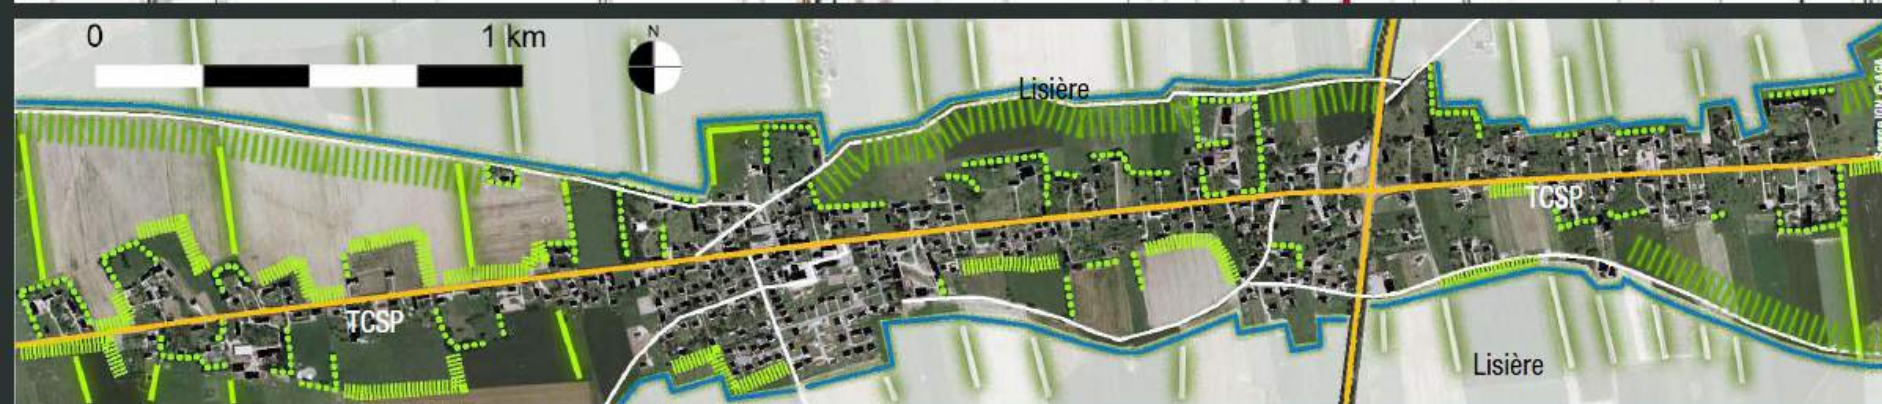 0 1 km
N
Lisière
TCSP
TCSP
Lisière